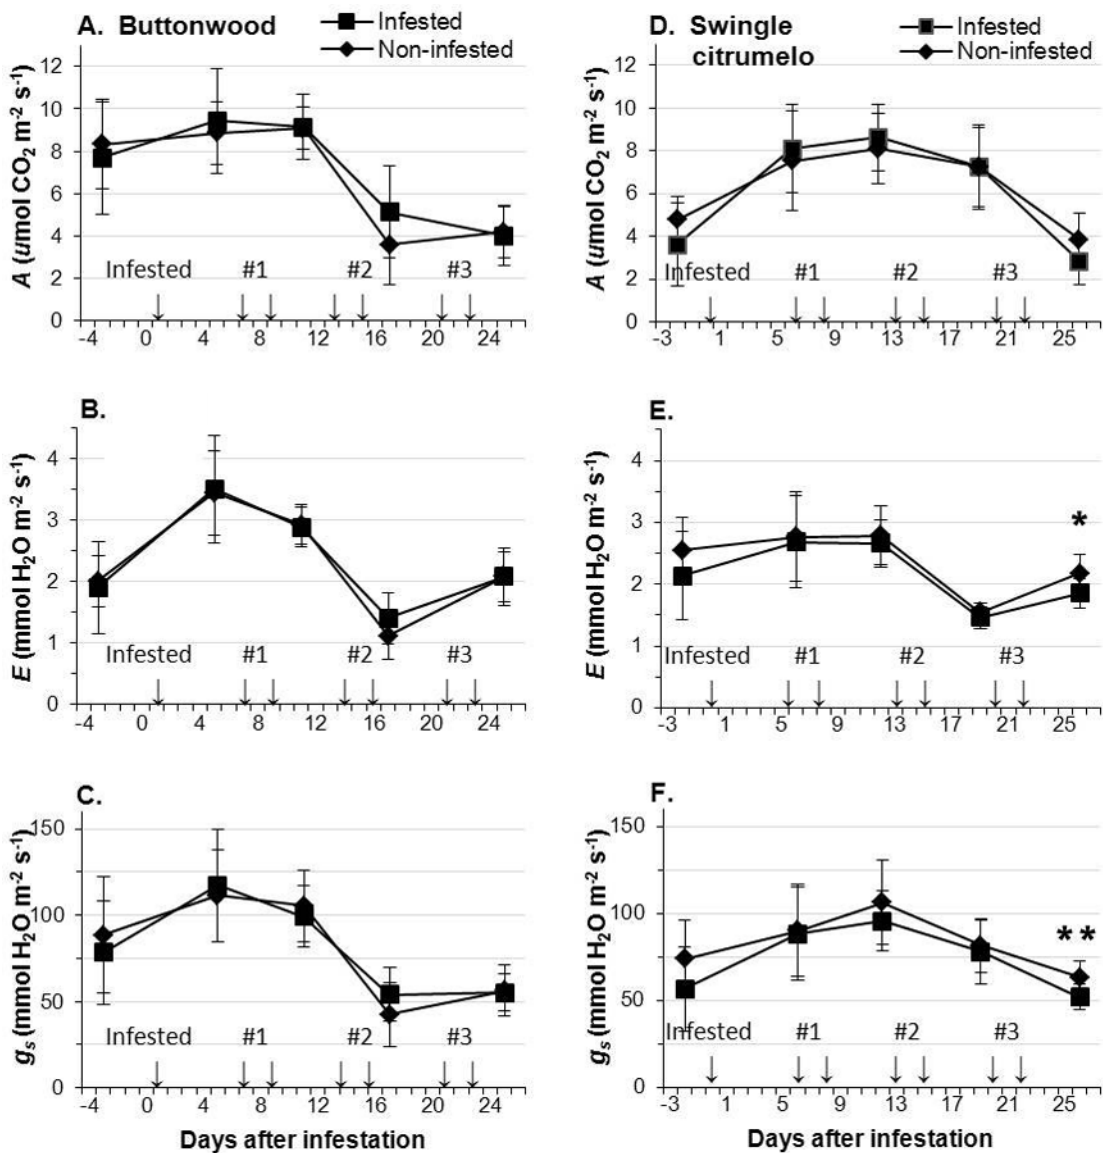 A. Buttonwood
Infested
Non-infested
A (umol CO2 m-2 s-1)
12
10
8
6
4
2
0
Infested #1 #2 #3
-4 0 4 8 12 16 20 24
D. Swingle
citrumelo
Infested
Non-infested
A (umol CO2 m-2 s-1)
12
10
8
6
4
2
0
Infested #1 #2 #3
-3 1 5 9 13 17 21 25
B.
E (mmol H2O m-2 s-1)
4
3
2
1
0
Infested #1 #2 #3
-4 0 4 8 12 16 20 24
E.
E (mmol H2O m-2 s-1)
4
3
2
1
0
*
Infested #1 #2 #3
-3 1 5 9 13 17 21 25
C.
gs (mmol H2O m-2 s-1)
150
100
50
0
Infested #1 #2 #3
-4 0 4 8 12 16 20 24
Days after infestation
F.
gs (mmol H2O m-2 s-1)
150
100
50
0
**
Infested #1 #2 #3
-3 1 5 9 13 17 21 25
Days after infestation